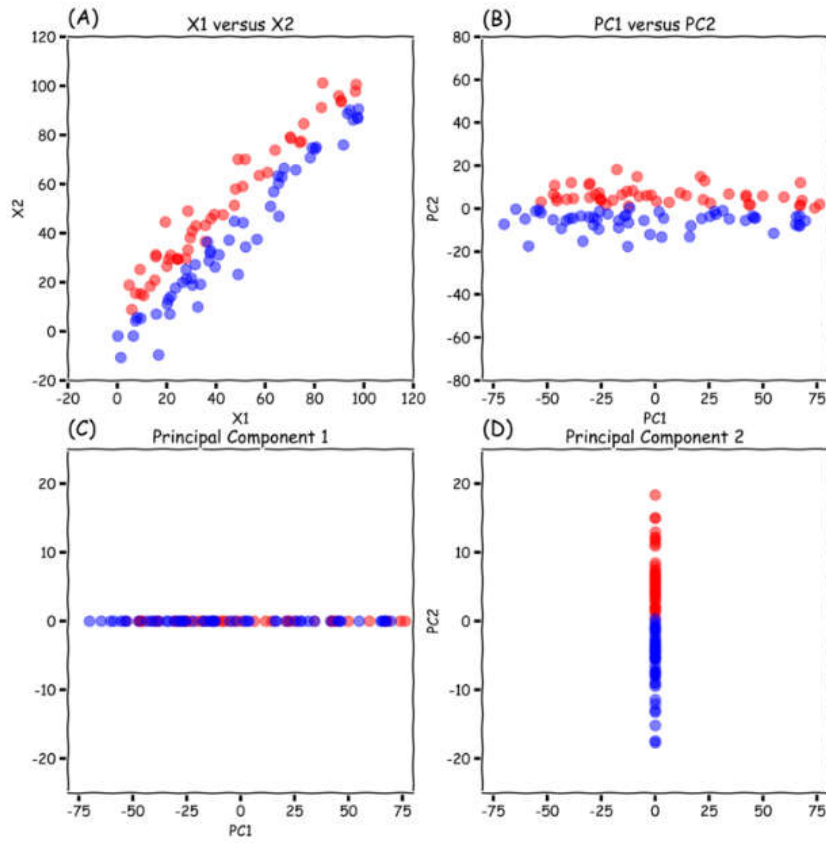 (A)
X1 versus X2
120
100
80
60
40
20
0
-20
X2
-20 0 20 40 60 80 100 120
X1
(B)
PC1 versus PC2
80
60
40
20
0
-20
-40
-60
-80
PC2
-75 -50 -25 0 25 50 75
PC1
(C)
Principal Component 1
20
10
0
-10
-20
-75 -50 -25 0 25 50 75
PC1
(D)
Principal Component 2
20
10
0
-10
-20
PC2
-75 -50 -25 0 25 50 75